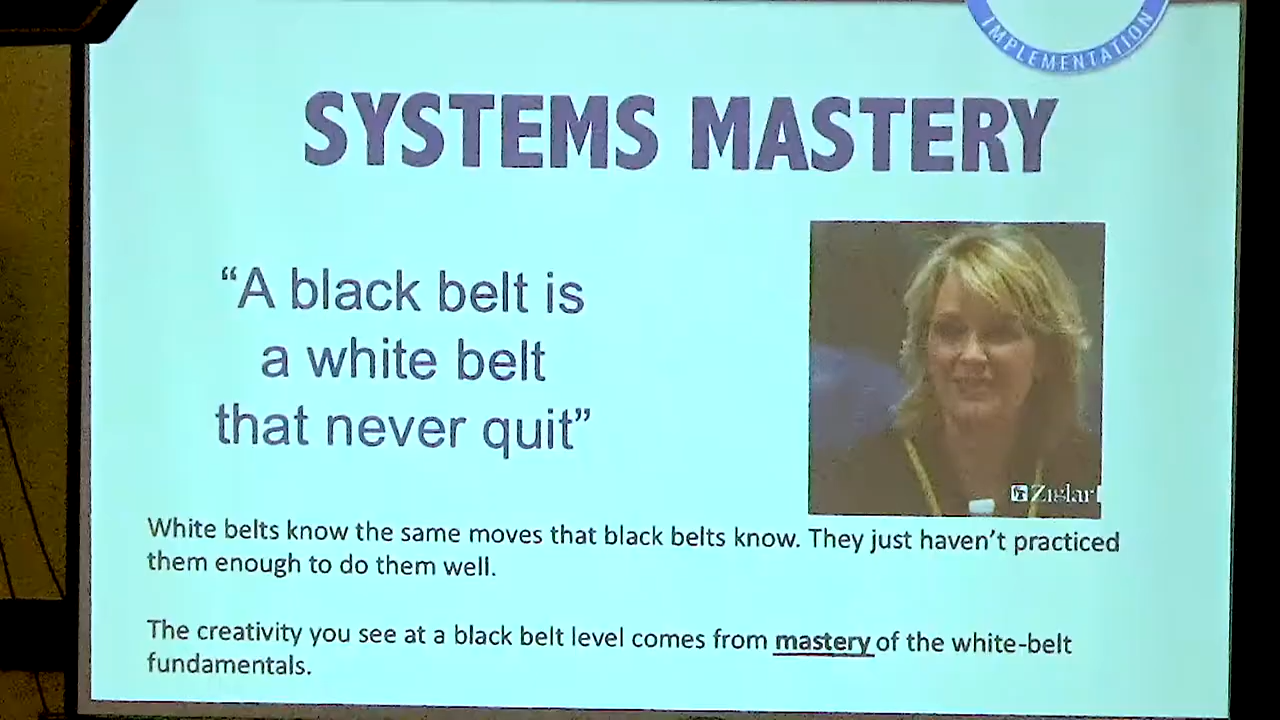 IMPLEMENTATION
SYSTEMS MASTERY
“A black belt is
a white belt
that never quit”
Ziglar
White belts know the same moves that black belts know. They just haven’t practiced
them enough to do them well.
The creativity you see at a black belt level comes from mastery of the white-belt
fundamentals.